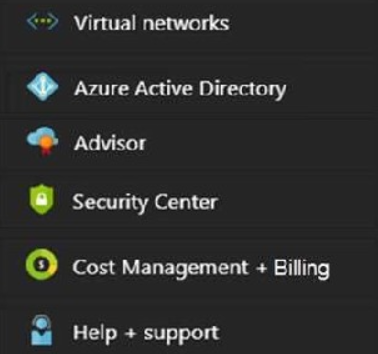 Virtual networks
Azure Active Directory
Advisor
Security Center
Cost Management + Billing
Help + support